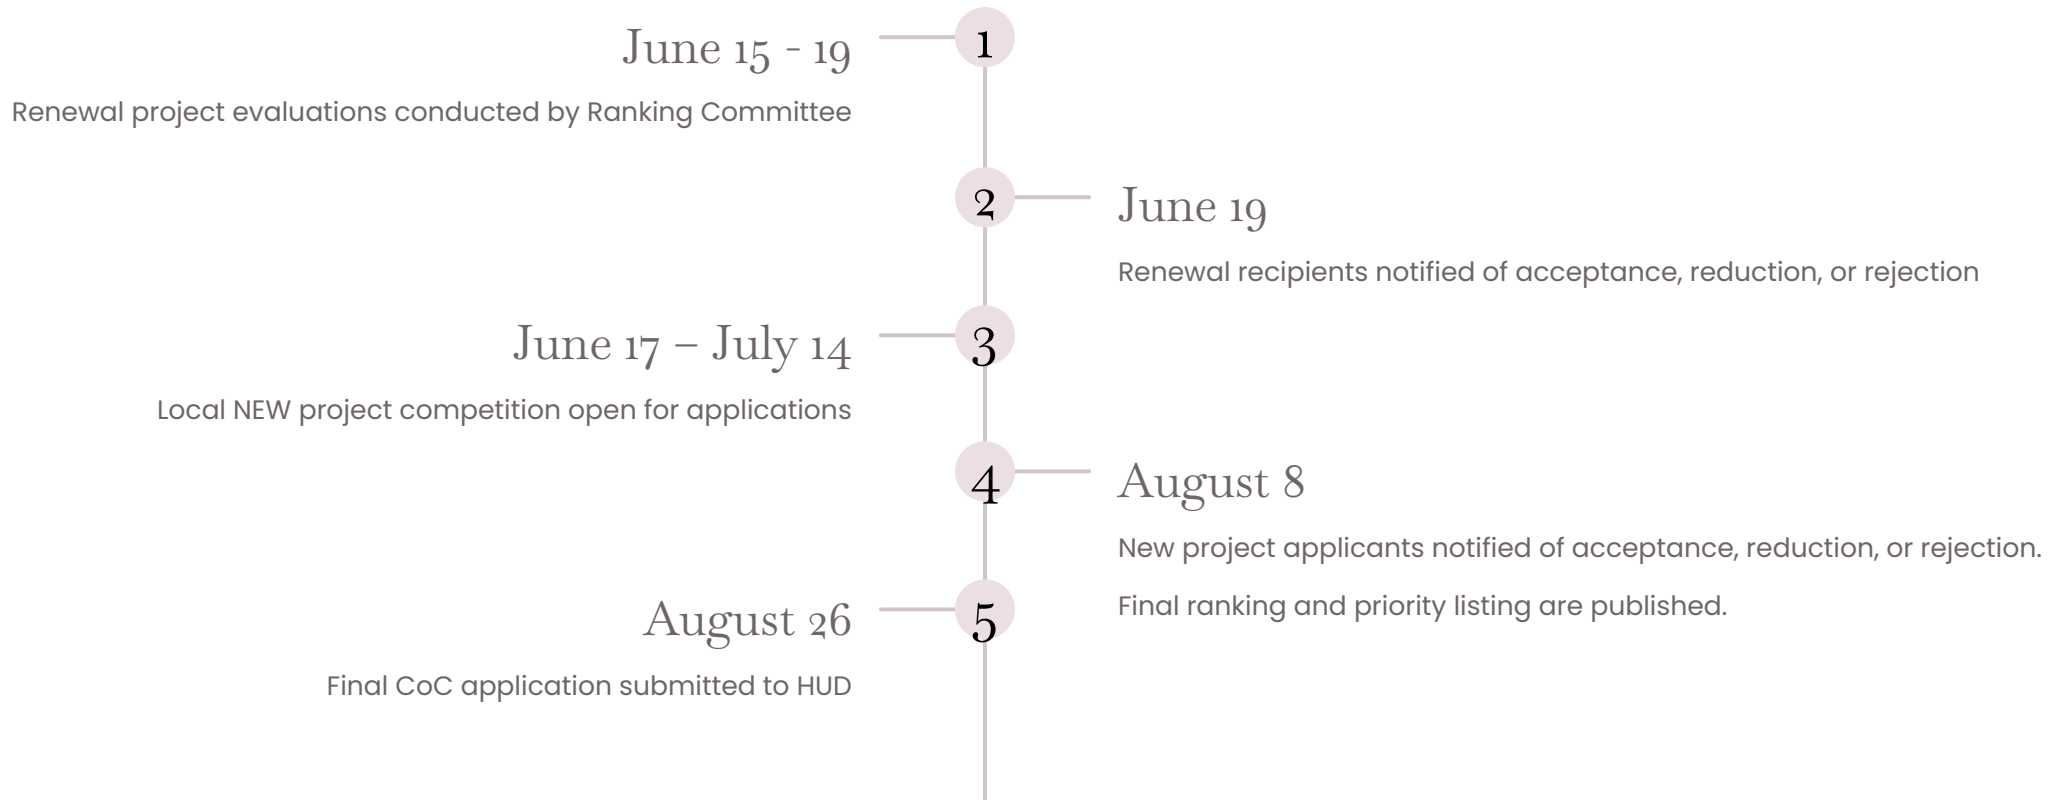 1
June 15 - 19
Renewal project evaluations conducted by Ranking Committee
2
June 19
Renewal recipients notified of acceptance, reduction, or rejection
3
June 17 – July 14
Local NEW project competition open for applications
4
August 8
New project applicants notified of acceptance, reduction, or rejection.
Final ranking and priority listing are published.
5
August 26
Final CoC application submitted to HUD